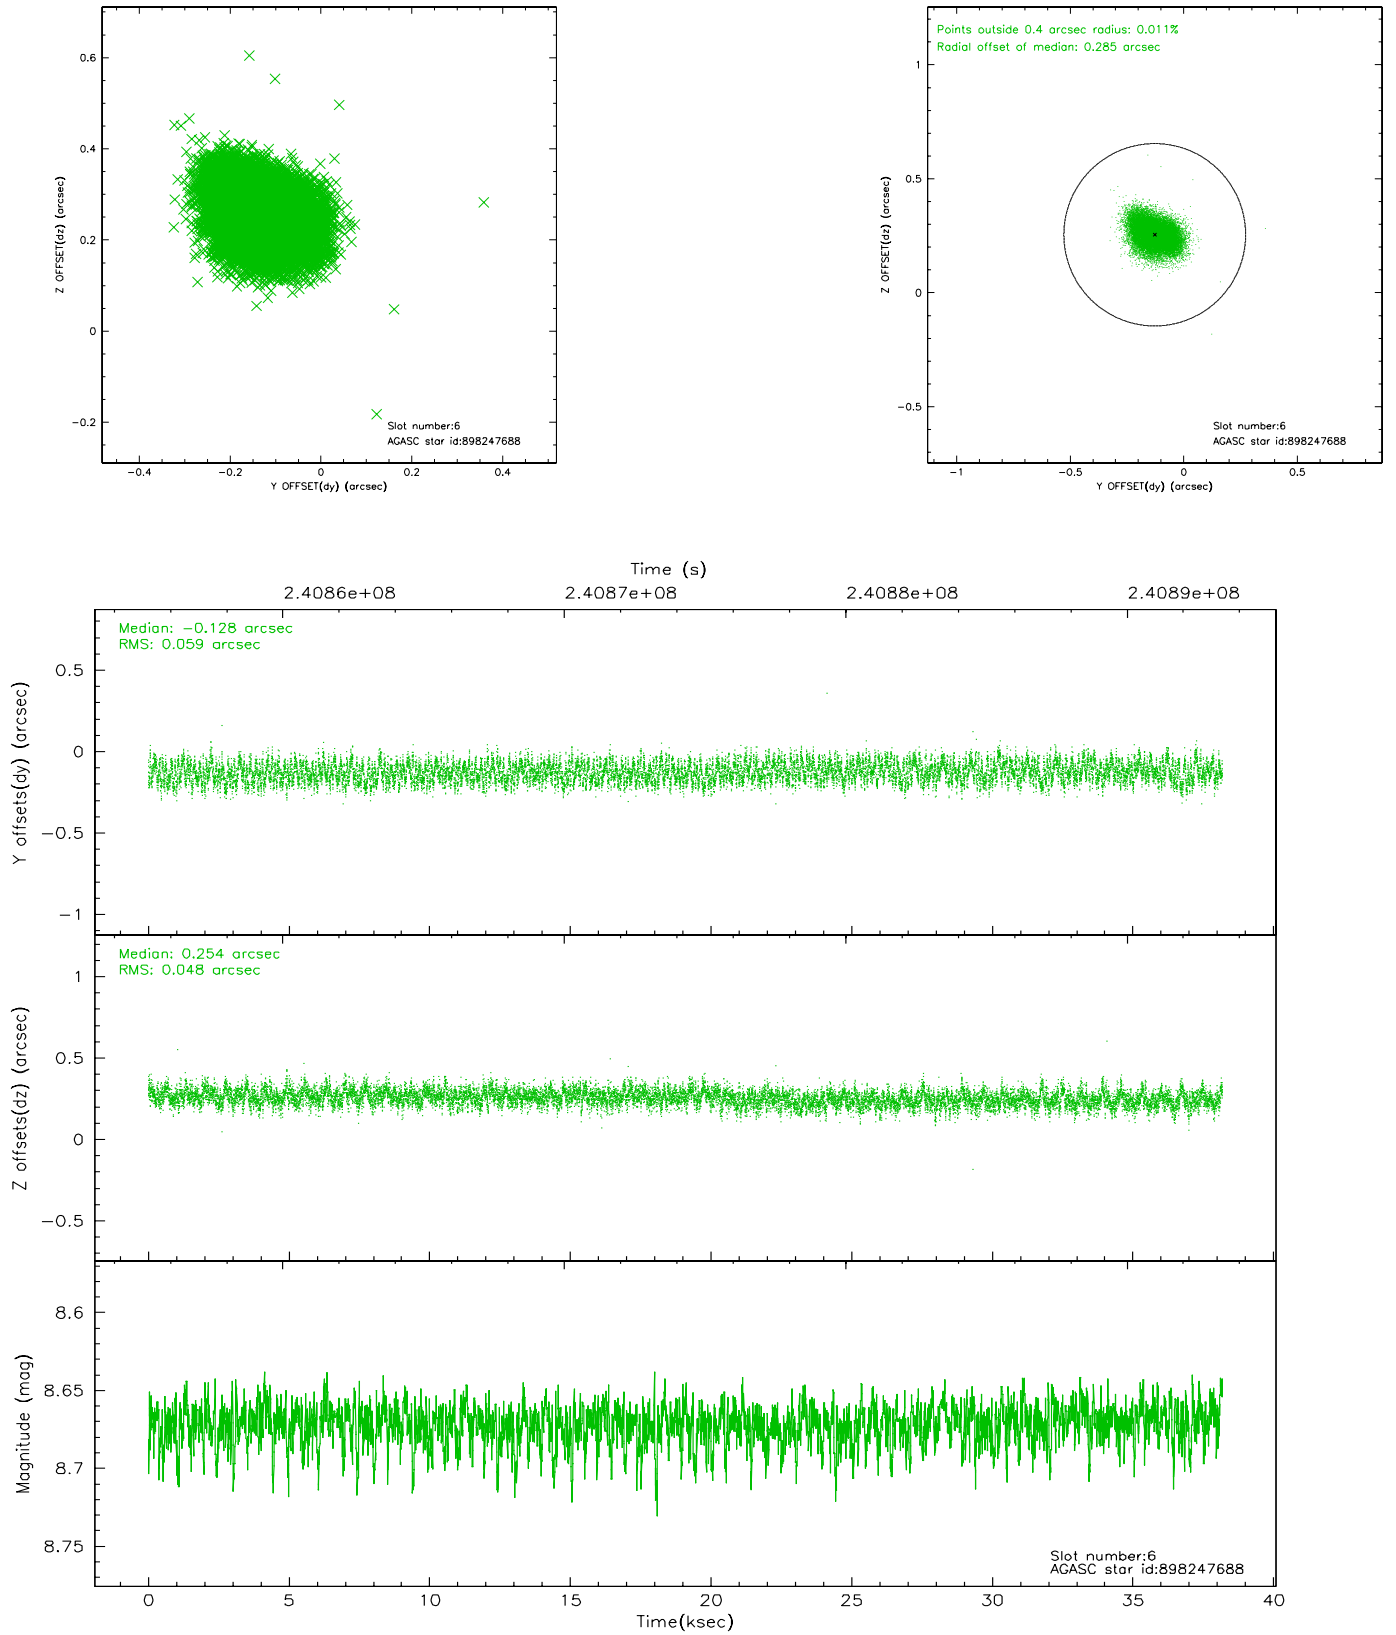 0.6
0.4
0.2
0
-0.2
Z OFFSET(dz) (arcsec)
Slot number:6
AGASC star id:898247688
-0.4
-0.2
0
0.2
0.4
Y OFFSET(dy) (arcsec)
Points outside 0.4 arcsec radius: 0.011%
Radial offset of median: 0.285 arcsec
1
0.5
0
-0.5
Z OFFSET(dz) (arcsec)
Slot number:6
AGASC star id:898247688
-1
-0.5
0
0.5
Y OFFSET(dy) (arcsec)
Time (s)
2.4086e+08
2.4087e+08
2.4088e+08
2.4089e+08
Median: -0.128 arcsec
RMS: 0.059 arcsec
0.5
0
-0.5
-1
Y offsets(dy) (arcsec)
Median: 0.254 arcsec
RMS: 0.048 arcsec
1
0.5
0
-0.5
Z offsets(dz) (arcsec)
8.6
8.65
8.7
8.75
Magnitude (mag)
Slot number:6
AGASC star id:898247688
0
5
10
15
20
25
30
35
40
Time(ksec)